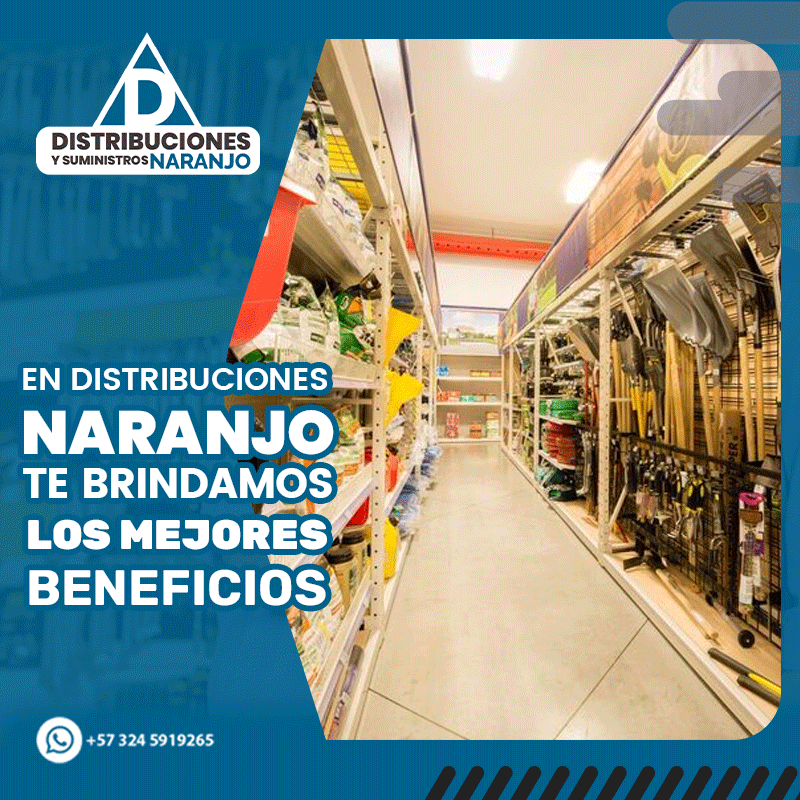 D
DISTRIBUCIONES
Y SUMINISTROS NARANJO
EN DISTRIBUCIONES
NARANJO
TE BRINDAMOS
LOS MEJORES
BENEFICIOS
+57 324 5919265